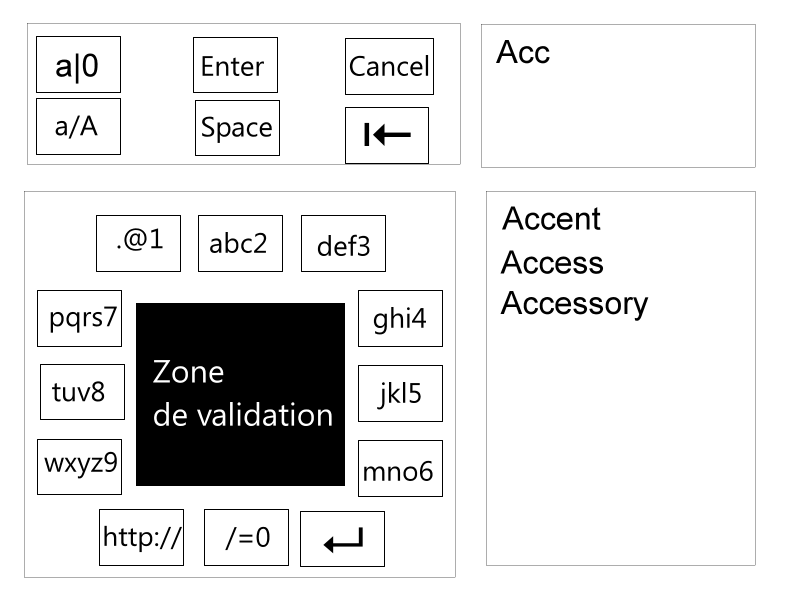 a|0
Enter
Cancel
a/A
Space
Acc
.@1
abc2
def3
pqrs7
ghi4
Zone
de validation
tuv8
jkl5
wxyz9
mno6
http://
/=0
Accent
Access
Accessory